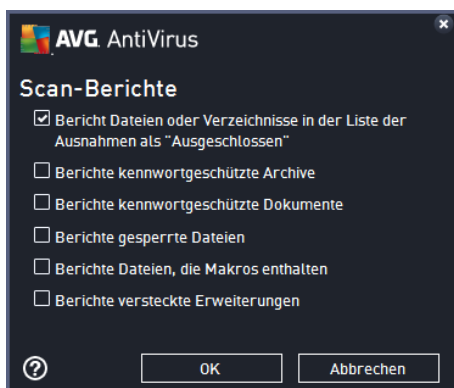 AVG AntiVirus
Scan-Berichte
Bericht Dateien oder Verzeichnisse in der Liste der
Ausnahmen als "Ausgeschlossen"
Berichte kennwortgeschützte Archive
Berichte kennwortgeschützte Dokumente
Berichte gesperrte Dateien
Berichte Dateien, die Makros enthalten
Berichte versteckte Erweiterungen
? OK Abbrechen